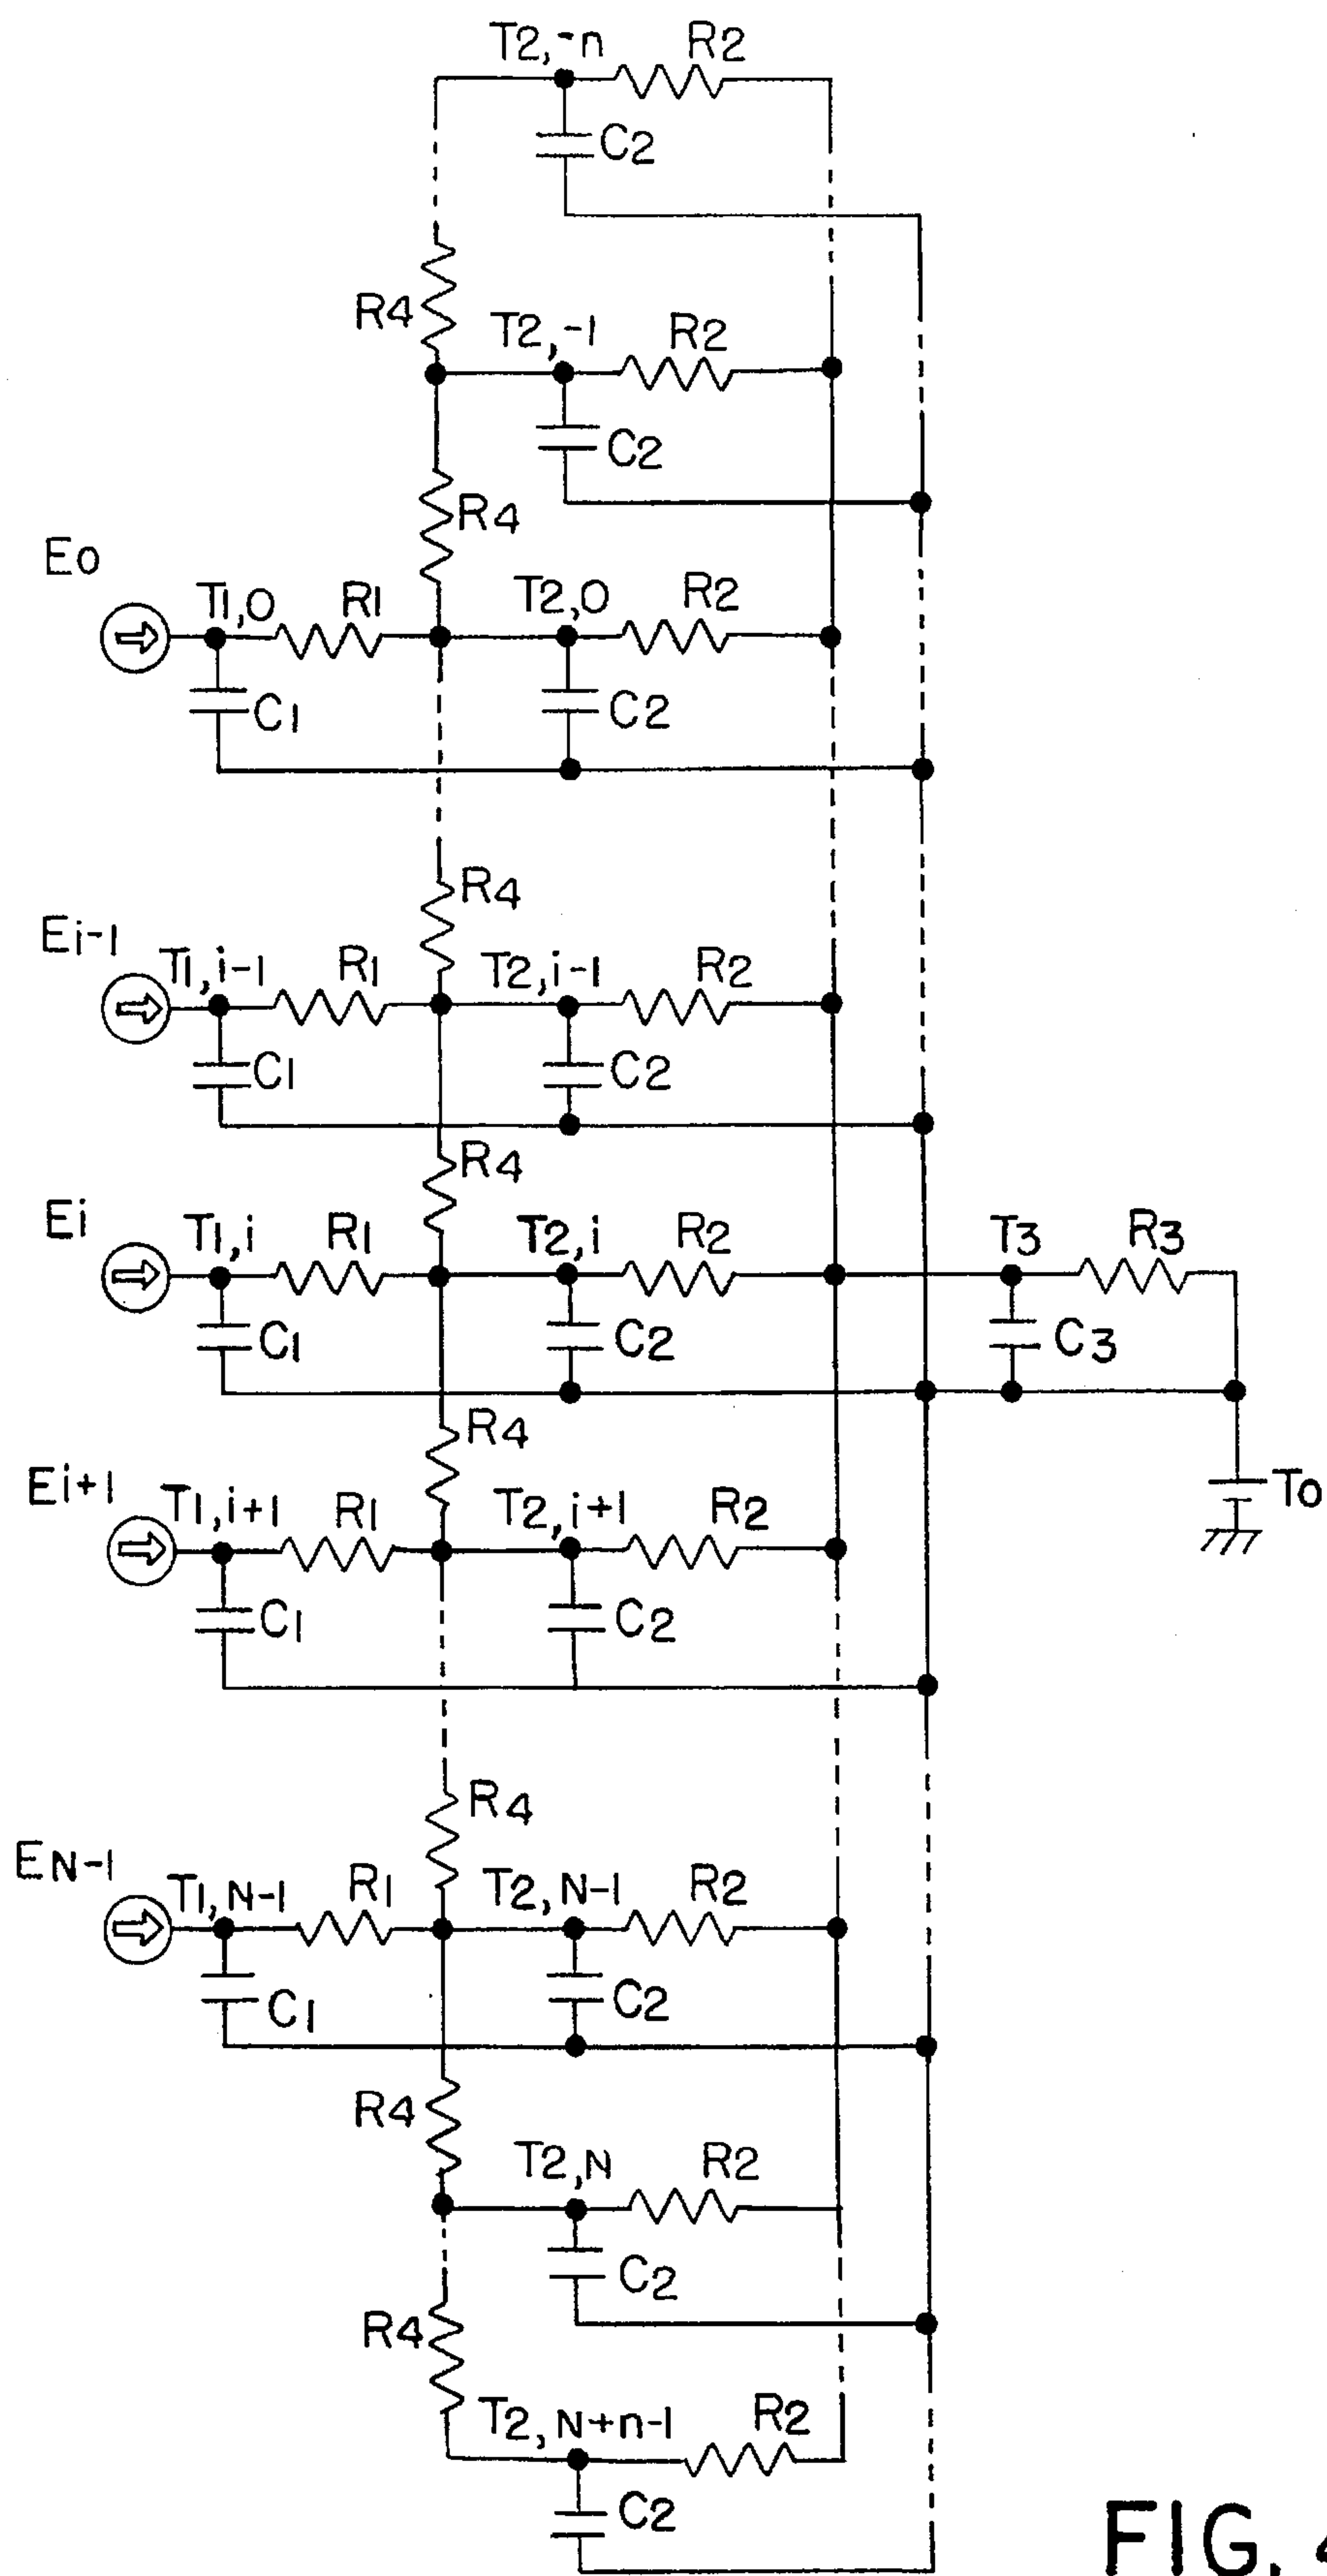 T2,-n R2
C2
R4 T2,-1 R2
C2
R4
E0 T1,0 R1 T2,0 R2
C1 C2
R4
Ei-1 T1,i-1 R1 T2,i-1 R2
C1 C2
R4
Ei T1,i R1 T2,i R2 T3 R3
C1 C2 C3
R4
Ei+1 T1,i+1 R1 T2,i+1 R2 T0
C1 C2
R4
EN-1 T1,N-1 R1 T2,N-1 R2
C1 C2
R4
T2,N R2
C2
R4
T2,N+n-1 R2
C2
FIG. 4